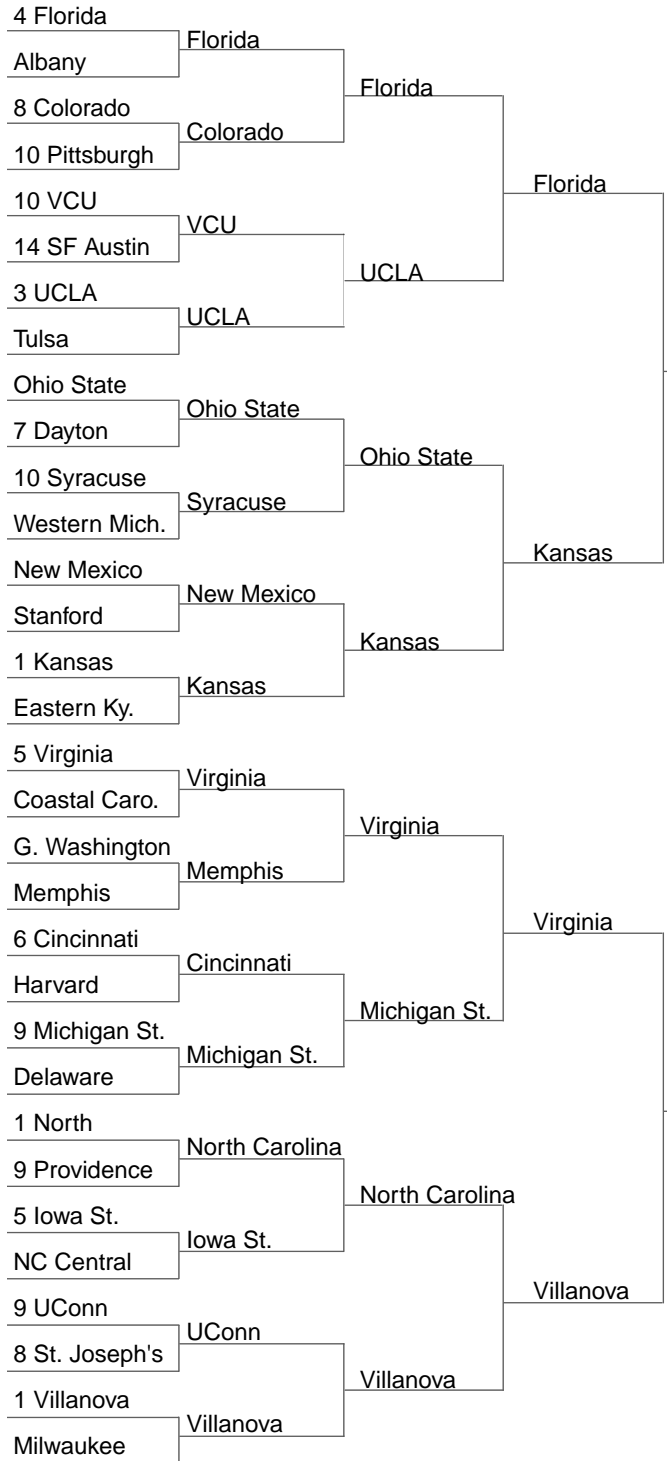 4 Florida
Albany
8 Colorado
10 Pittsburgh
10 VCU
14 SF Austin
3 UCLA
Tulsa
Ohio State
7 Dayton
10 Syracuse
Western Mich.
New Mexico
Stanford
1 Kansas
Eastern Ky.
5 Virginia
Coastal Caro.
G. Washington
Memphis
6 Cincinnati
Harvard
9 Michigan St.
Delaware
1 North
9 Providence
5 Iowa St.
NC Central
9 UConn
8 St. Joseph's
1 Villanova
Milwaukee
Florida
Colorado
VCU
UCLA
Ohio State
Syracuse
New Mexico
Kansas
Virginia
Memphis
Cincinnati
Michigan St.
North Carolina
Iowa St.
UConn
Villanova
Florida
UCLA
Ohio State
Kansas
Virginia
Michigan St.
North Carolina
Villanova
Florida
Kansas
Virginia
Villanova